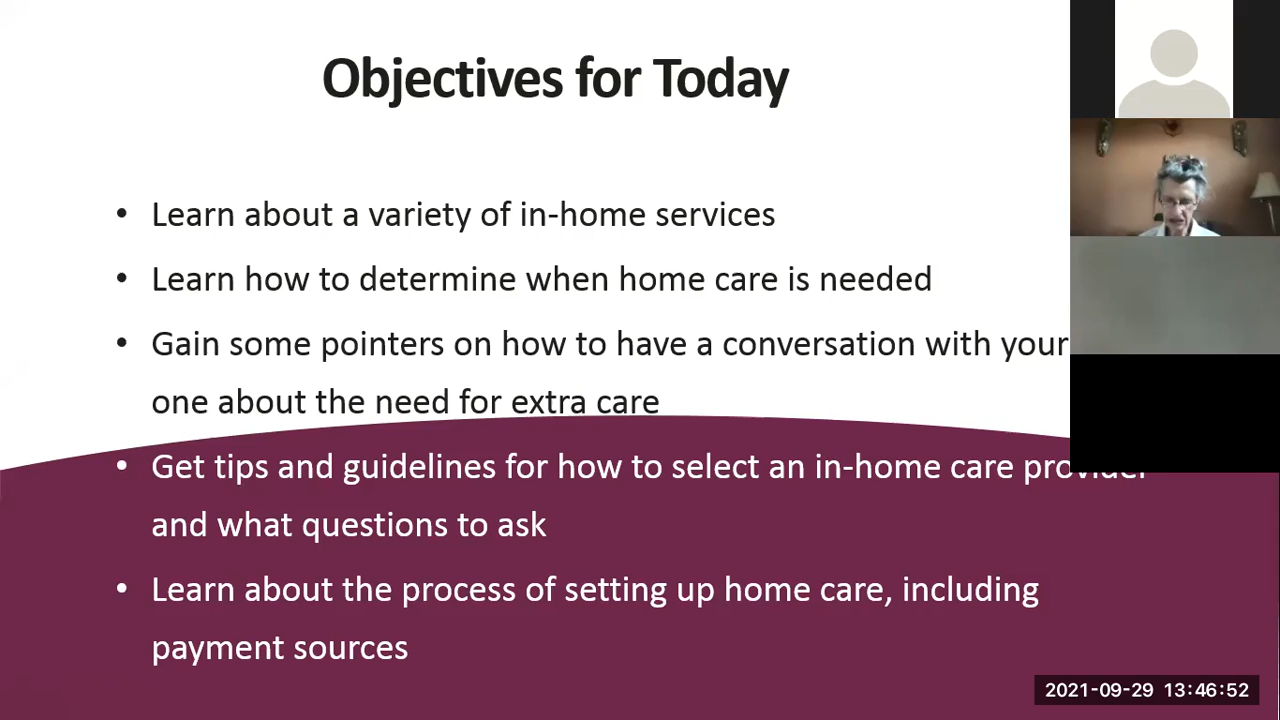 Objectives for Today
• Learn about a variety of in-home services
• Learn how to determine when home care is needed
• Gain some pointers on how to have a conversation with your
one about the need for extra care
• Get tips and guidelines for how to select an in-home care provider
and what questions to ask
• Learn about the process of setting up home care, including
payment sources
2021-09-29 13:46:52